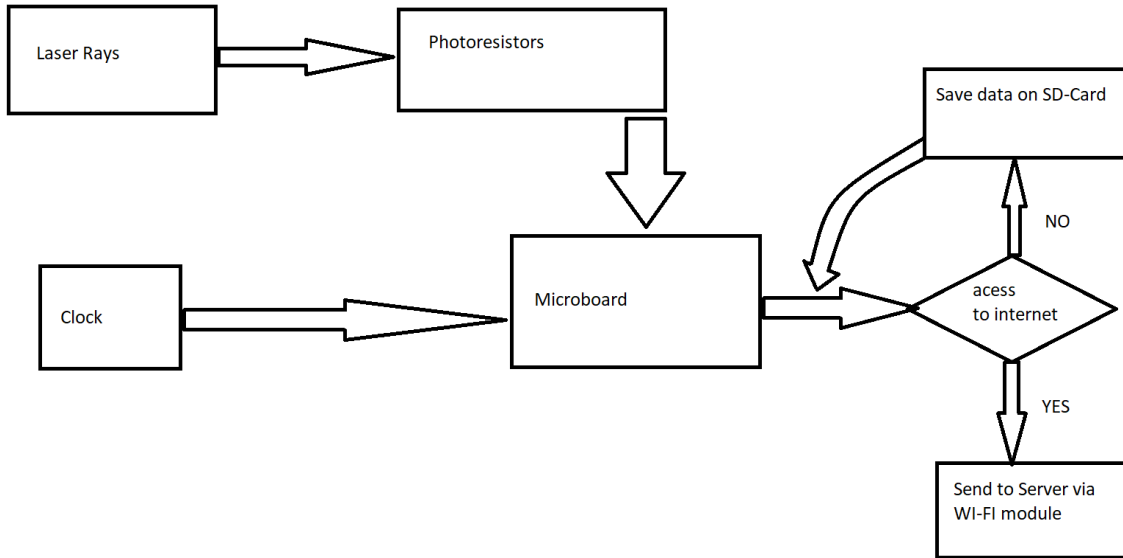 Laser Rays
Photoresistors
Save data on SD-Card
NO
Clock
Microboard
acess
to internet
YES
Send to Server via
WI-FI module